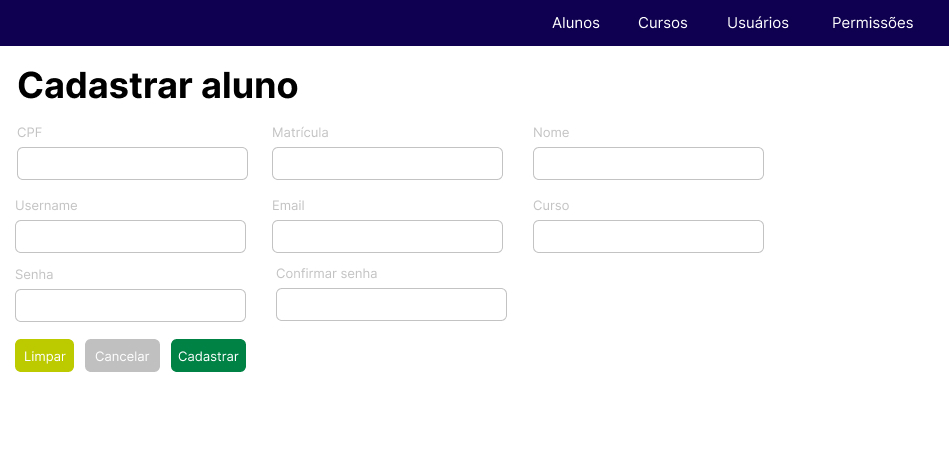 Alunos Cursos Usuários Permissões
Cadastrar aluno
CPF Matrícula Nome
Username Email Curso
Senha Confirmar senha
Limpar Cancelar Cadastrar